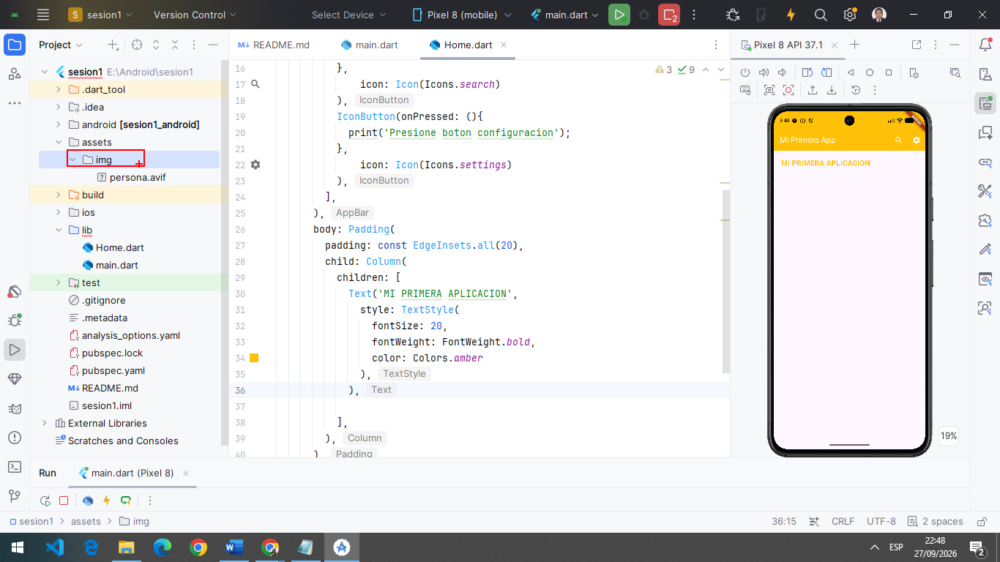 S sesion1 Version Control Select Device Pixel 8 (mobile) main.dart 2
Project
README.md main.dart Home.dart
Pixel 8 API 37.1
sesion1 E:\Android\sesion1
.dart_tool
.idea
android [sesion1_android]
assets
img
persona.avif
build
ios
lib
Home.dart
main.dart
test
.gitignore
.metadata
analysis_options.yaml
pubspec.lock
pubspec.yaml
README.md
sesion1.iml
External Libraries
Scratches and Consoles
3 9
16 },
17 icon: Icon(Icons.search)
18 ), IconButton
19 IconButton(onPressed: (){
20 print('Presione boton configuracion');
21 },
22 icon: Icon(Icons.settings)
23 ), IconButton
24 ],
25 ), AppBar
26 body: Padding(
27 padding: const EdgeInsets.all(20),
28 child: Column(
29 children: [
30 Text('MI PRIMERA APLICACION',
31 style: TextStyle(
32 fontSize: 20,
33 fontWeight: FontWeight.bold,
34 color: Colors.amber
35 ), TextStyle
36 ), Text
37
38 ],
39 ), Column
40 ) Padding
Mi Primera App
MI PRIMERA APLICACION
19%
Run main.dart (Pixel 8)
sesion1 > assets > img
36:15 CRLF UTF-8 2 spaces
ESP
22:48
27/09/2026
2